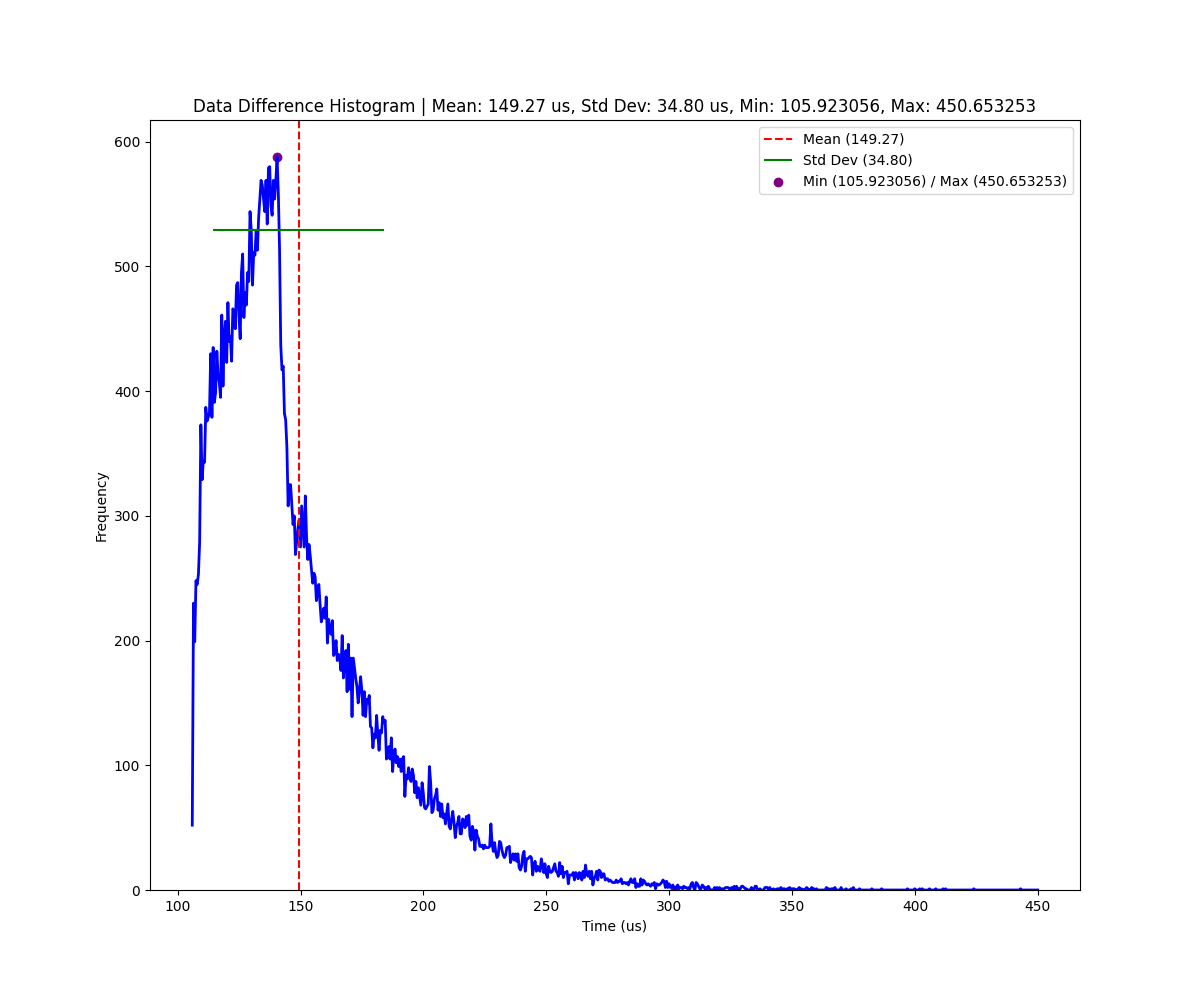 Data Difference Histogram | Mean: 149.27 us, Std Dev: 34.80 us, Min: 105.923056, Max: 450.653253
Mean (149.27)
Std Dev (34.80)
Min (105.923056) / Max (450.653253)
600
500
400
300
200
100
0
Frequency
100 150 200 250 300 350 400 450
Time (us)